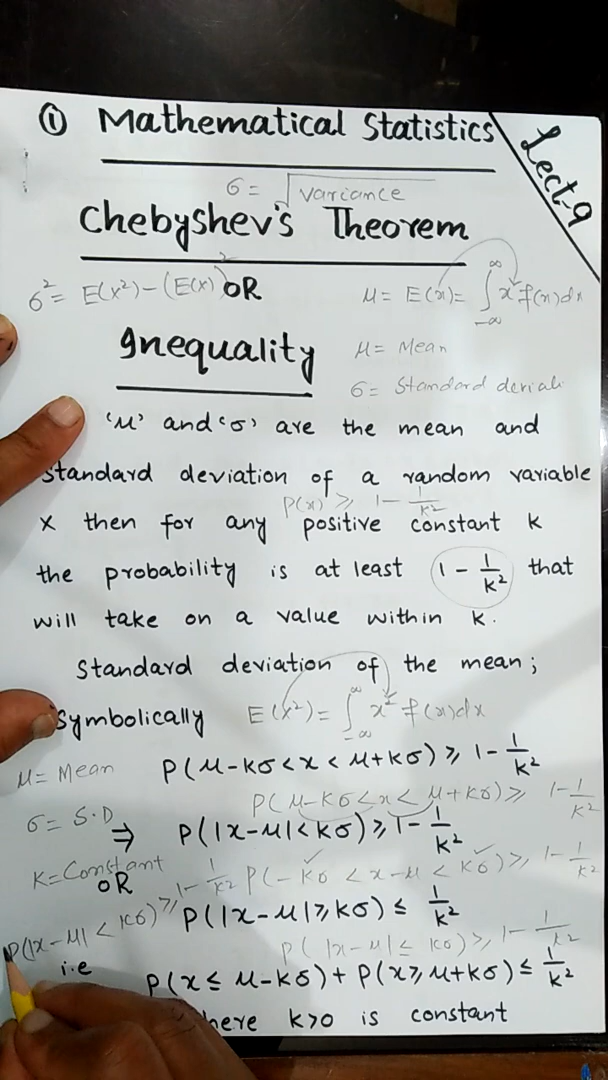 ① Mathematical Statistics
Lect-9
σ = √variance
Chebyshev's Theorem
σ² = E(x²) - (E(x))² OR
μ = E(x) = ∫_{-∞}^{∞} x f(x)dx
Inequality
μ = Mean
σ = Standard deviati
'μ' and 'σ' are the mean and
Standard deviation of a random variable
P(x) ≥ 1 - 1/k²
x then for any positive constant k
the probability is at least (1 - 1/k²) that
will take on a value within k.
Standard deviation of the mean;
Symbolically E(x²) = ∫_{-∞}^{∞} x² f(x)dx
μ = Mean P(μ-kσ < x < μ+kσ) ≥ 1 - 1/k²
P(μ-kσ < x < μ+kσ) ≥ 1 - 1/k²
σ = S.D
⇒ P(|x-μ| < kσ) ≥ 1 - 1/k²
K = Constant P(-kσ < x-μ < kσ) ≥ 1 - 1/k²
OR
P(|x-μ| < kσ) ≥ 1 - 1/k²
P(|x-μ| ≥ kσ) ≤ 1/k²
P(|x-μ| ≤ kσ) ≥ 1 - 1/k²
i.e
P(x ≤ μ-kσ) + P(x ≥ μ+kσ) ≤ 1/k²
here k>0 is constant